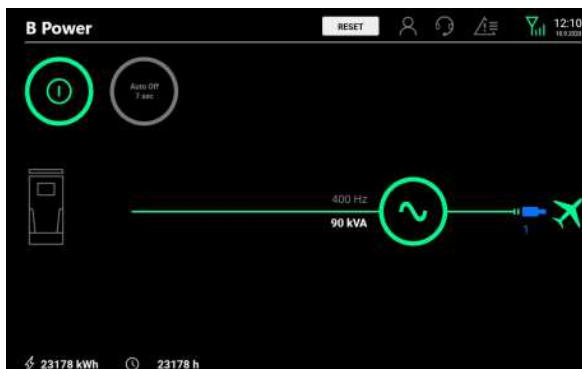 B Power
RESET
12:10
Auto Off
7 sec
400 Hz
90 kVA
1
23178 kWh
23178 h